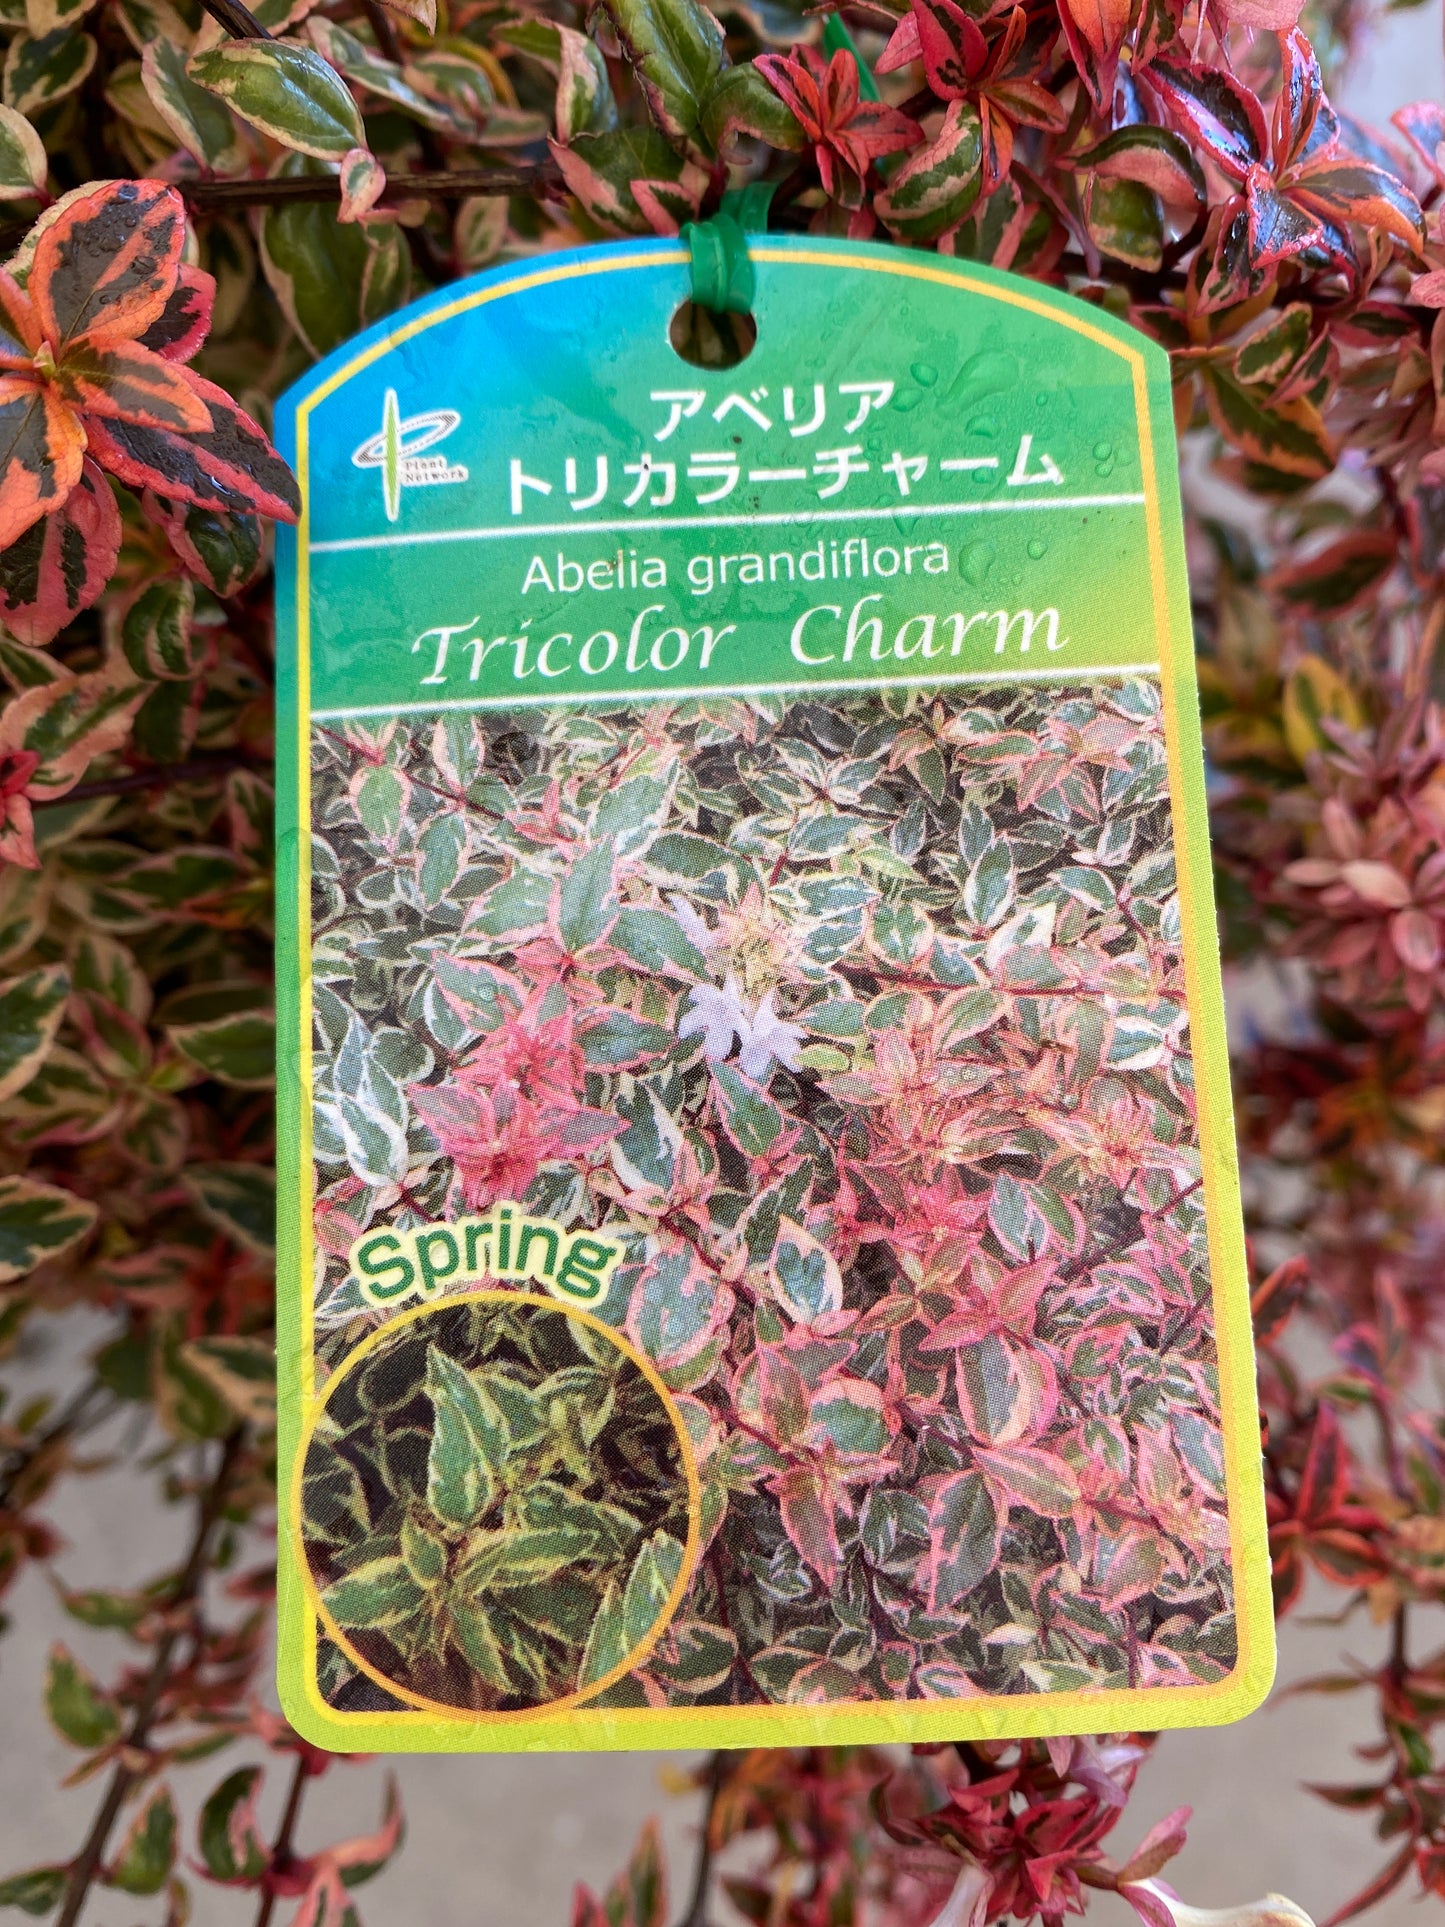 アベリア
トリカラーチャーム
Plant
Network
Abelia grandiflora
Tricolor Charm
Spring